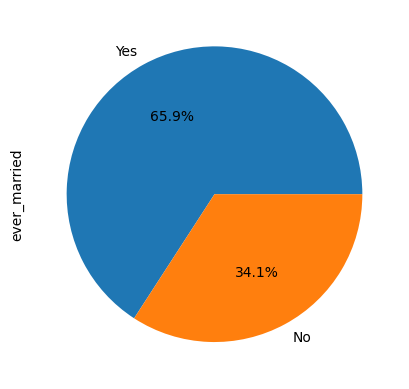 Yes
65.9%
ever_married
34.1%
No